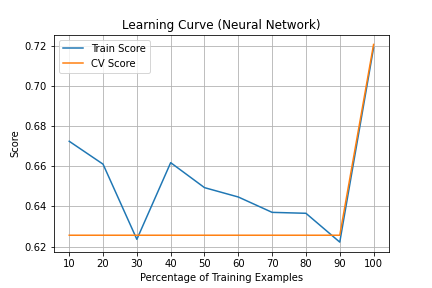 Learning Curve (Neural Network)
Train Score
CV Score
0.72
0.70
0.68
0.66
0.64
0.62
Score
10 20 30 40 50 60 70 80 90 100
Percentage of Training Examples